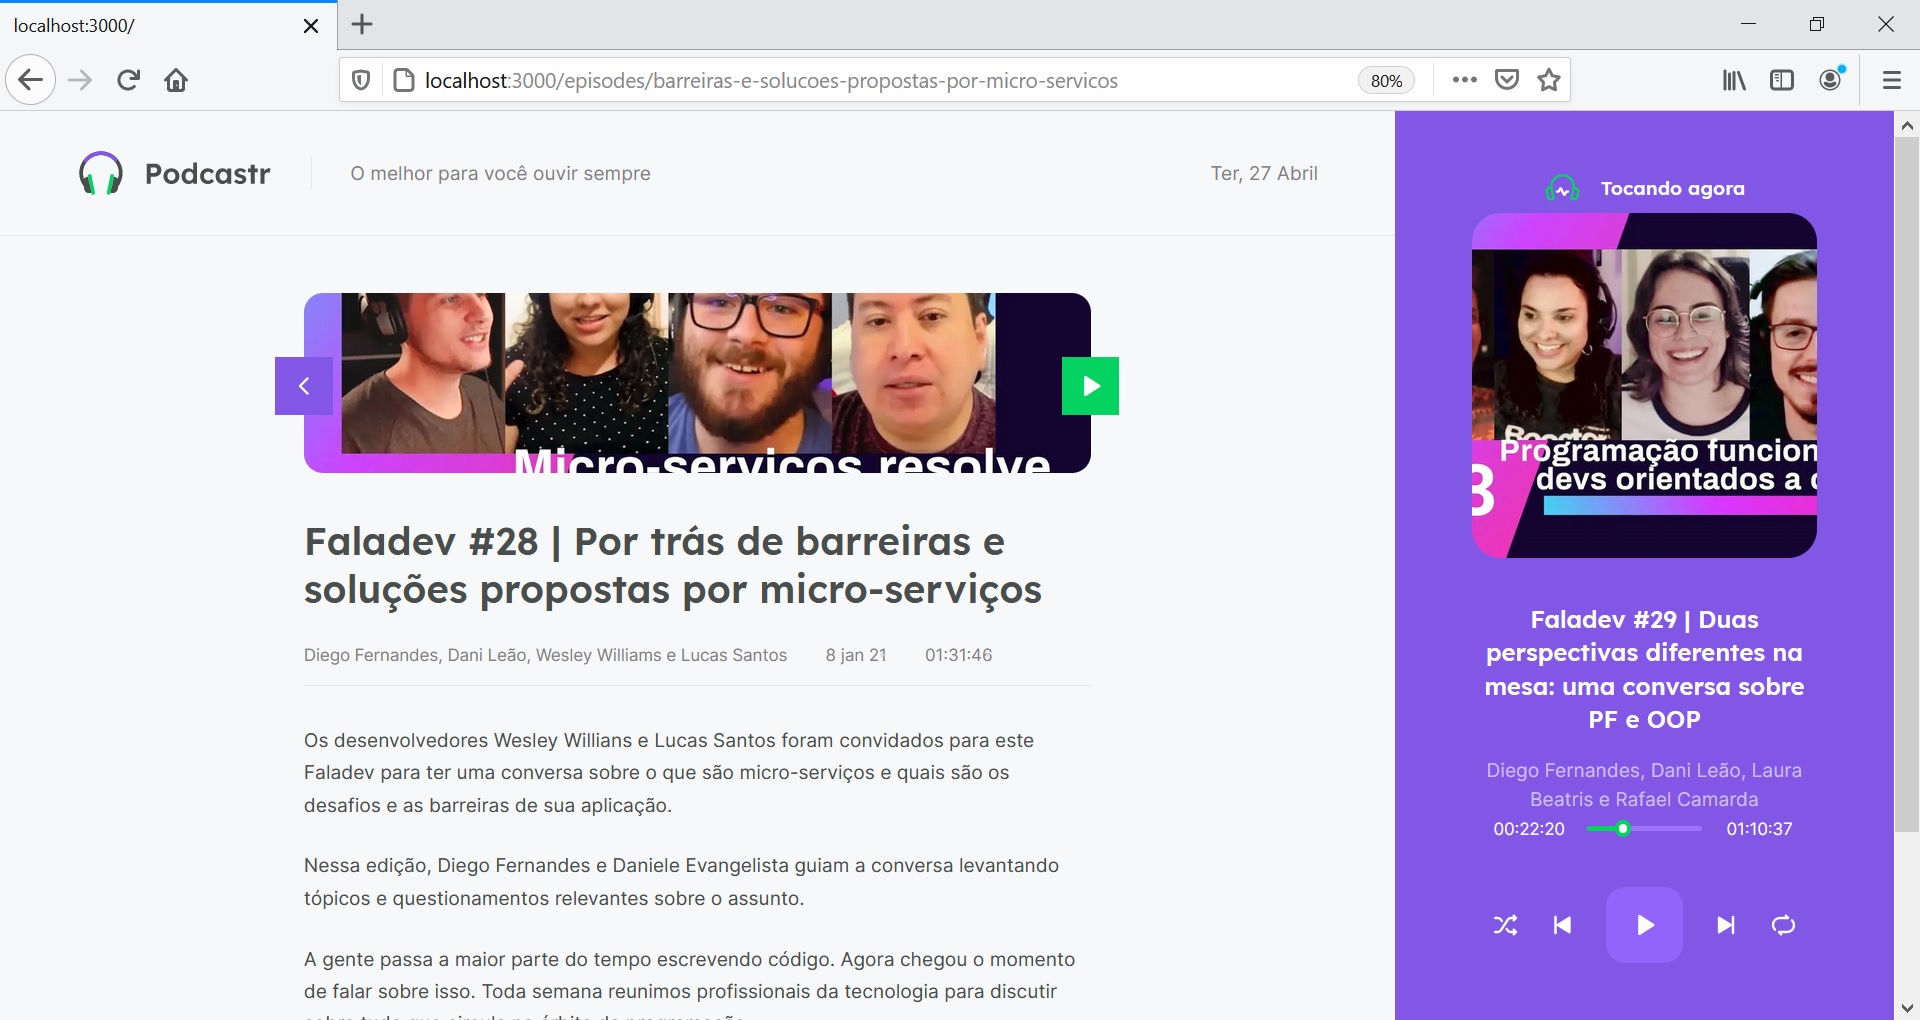 localhost:3000/
localhost:3000/episodes/barreiras-e-solucoes-propostas-por-micro-servicos
80%
Podcastr
O melhor para você ouvir sempre
Ter, 27 Abril
Micro-serviços resolve
Faladev #28 | Por trás de barreiras e
soluções propostas por micro-serviços
Diego Fernandes, Dani Leão, Wesley Williams e Lucas Santos
8 jan 21
01:31:46
Os desenvolvedores Wesley Willians e Lucas Santos foram convidados para este
Faladev para ter uma conversa sobre o que são micro-serviços e quais são os
desafios e as barreiras de sua aplicação.
Nessa edição, Diego Fernandes e Daniele Evangelista guiam a conversa levantando
tópicos e questionamentos relevantes sobre o assunto.
A gente passa a maior parte do tempo escrevendo código. Agora chegou o momento
de falar sobre isso. Toda semana reunimos profissionais da tecnologia para discutir
Tocando agora
Programação funcion
devs orientados a
3
Faladev #29 | Duas
perspectivas diferentes na
mesa: uma conversa sobre
PF e OOP
Diego Fernandes, Dani Leão, Laura
Beatris e Rafael Camarda
00:22:20
01:10:37